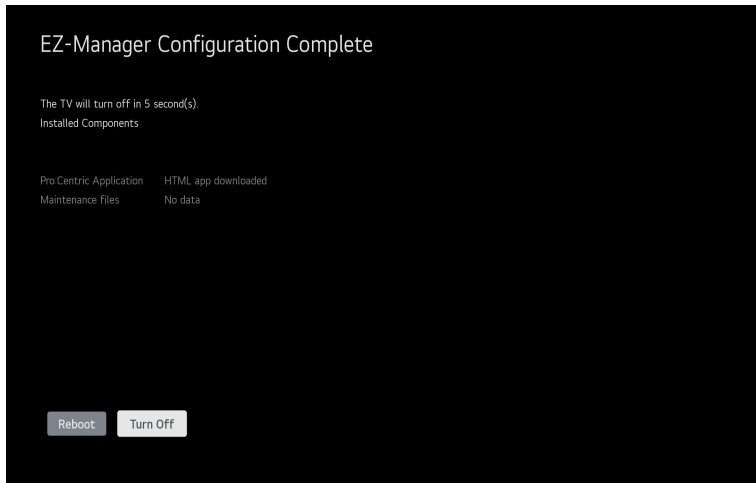 EZ-Manager Configuration Complete
The TV will turn off in 5 second(s).
Installed Components
Pro:Centric Application HTML app downloaded
Maintenance files No data
Reboot Turn Off